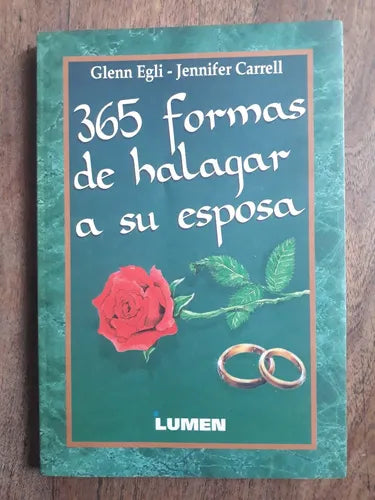 Glenn Egli - Jennifer Carrell
365 formas
de halagar
a su esposa
LUMEN